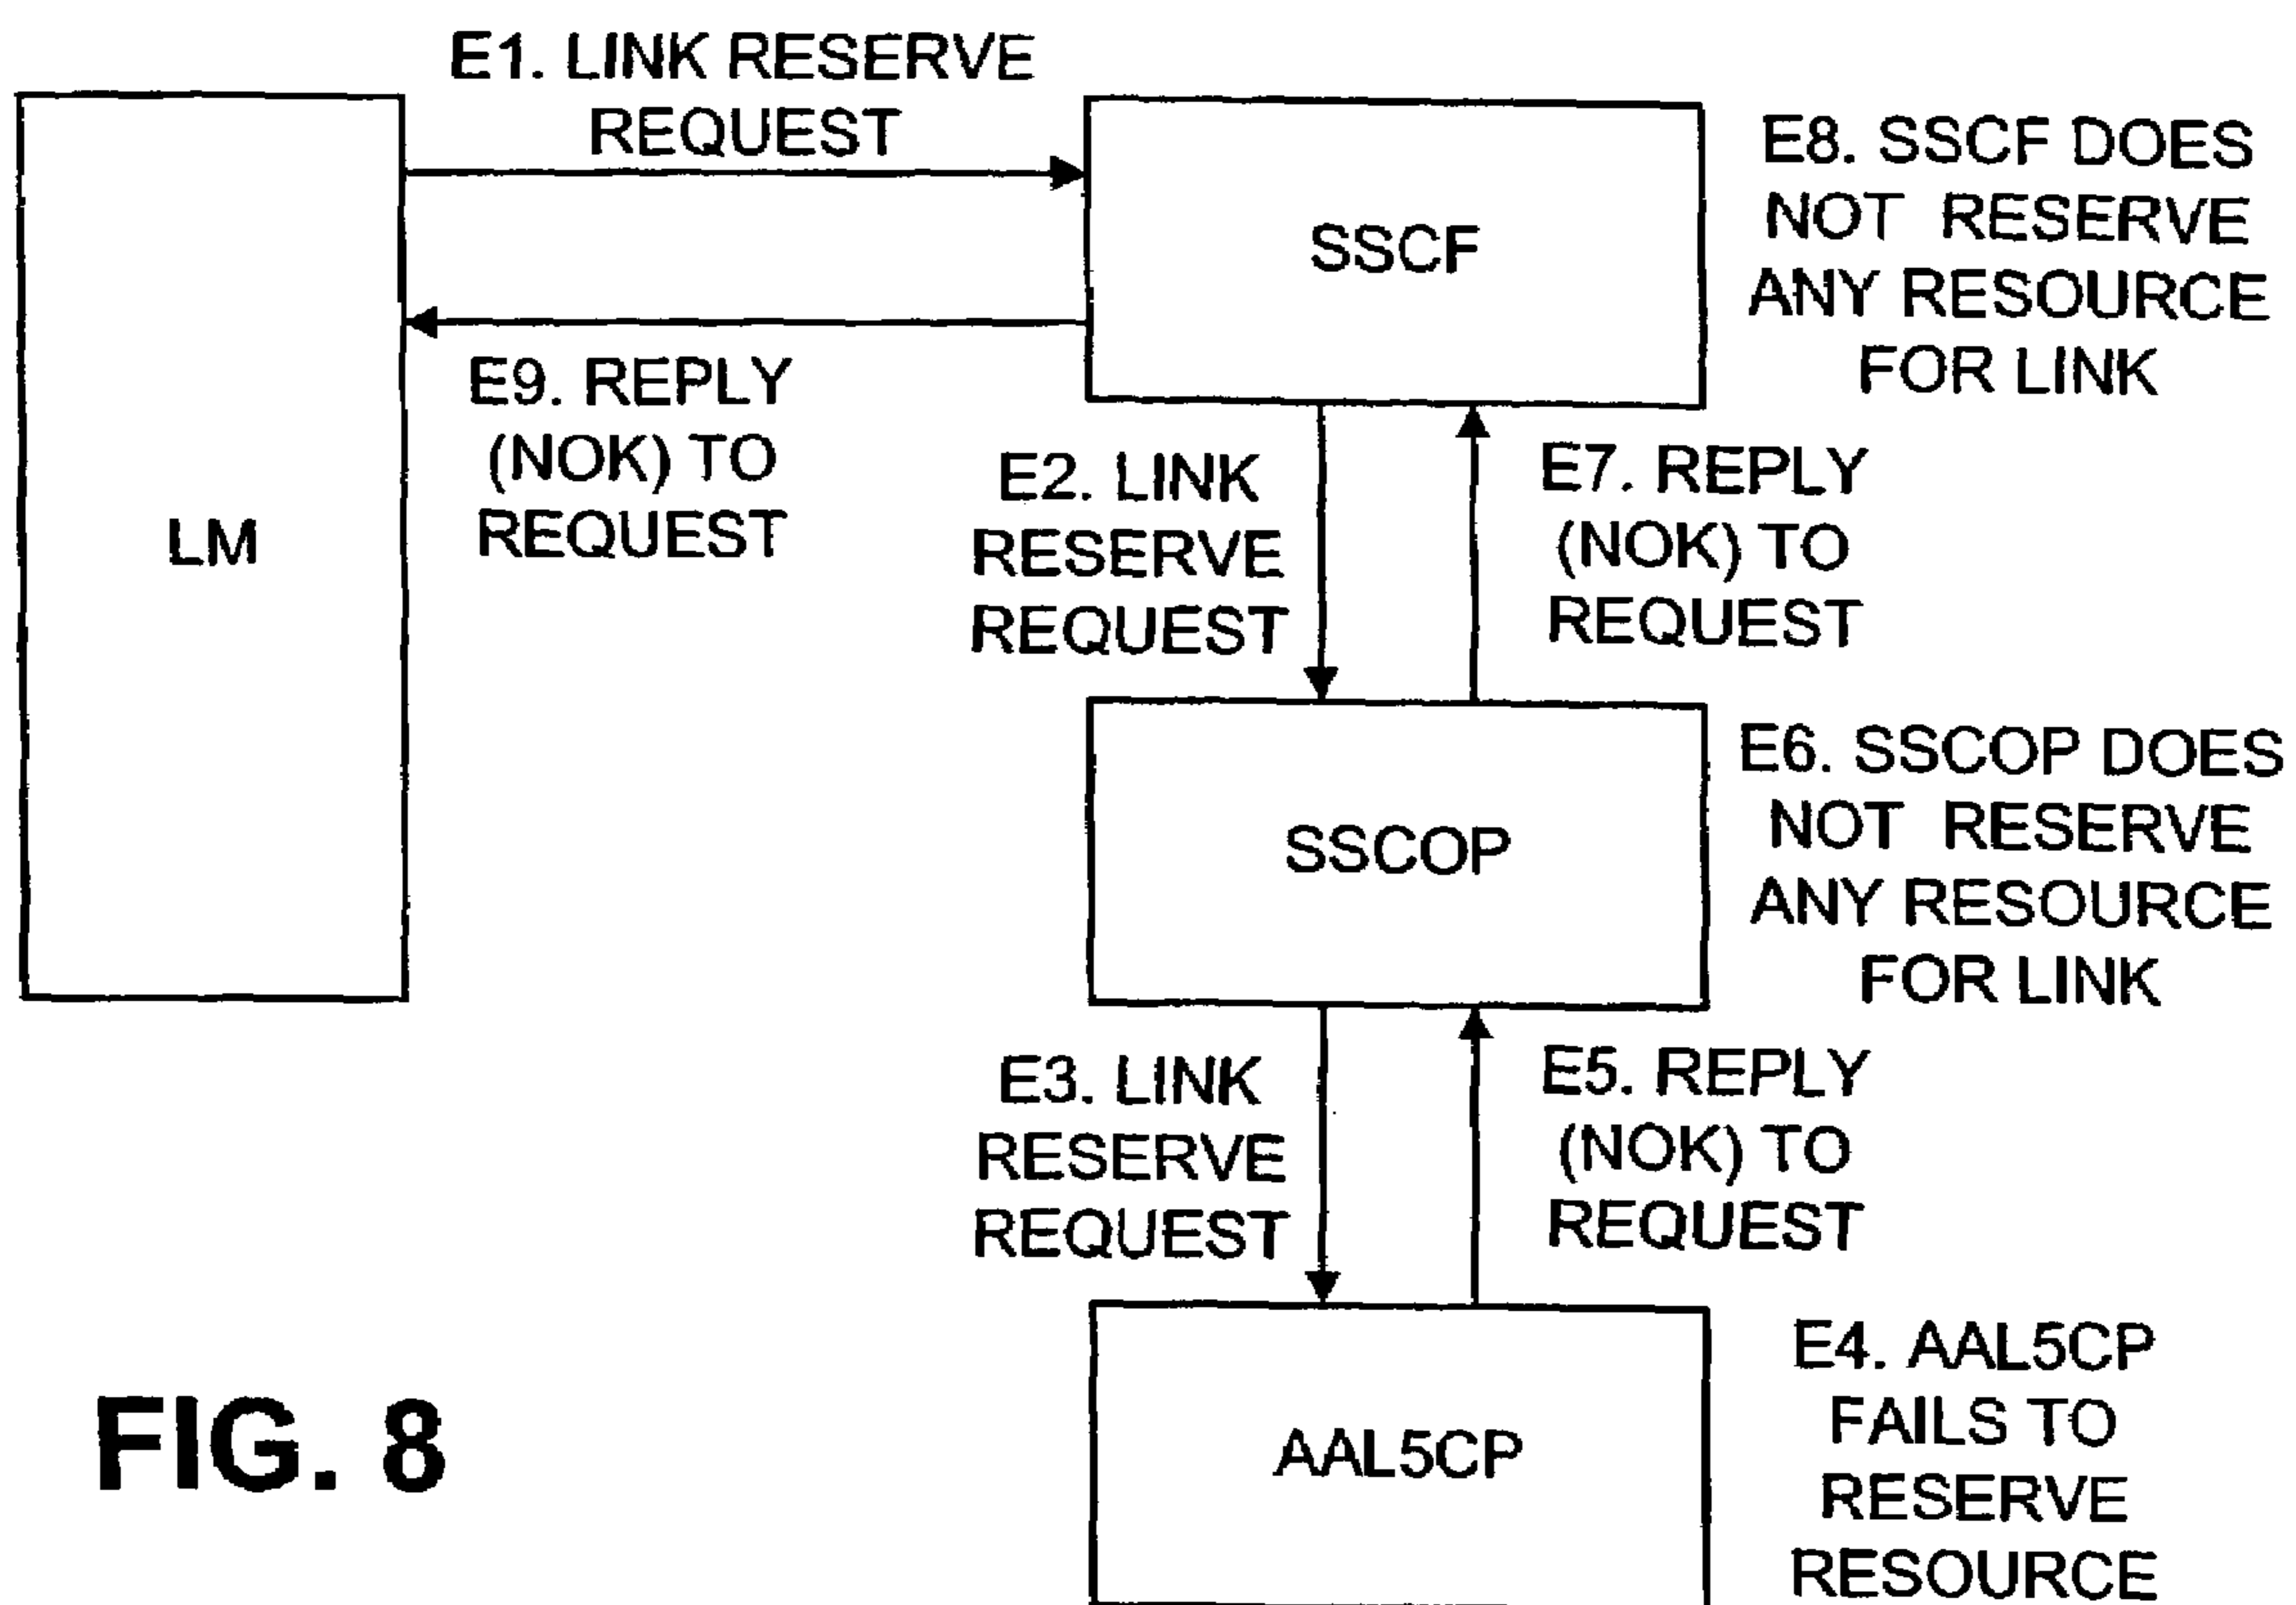 E1. LINK RESERVE
REQUEST
LM
SSCF
E8. SSCF DOES
NOT RESERVE
ANY RESOURCE
FOR LINK
E9. REPLY
(NOK) TO
REQUEST
E2. LINK
RESERVE
REQUEST
E7. REPLY
(NOK) TO
REQUEST
SSCOP
E6. SSCOP DOES
NOT RESERVE
ANY RESOURCE
FOR LINK
E3. LINK
RESERVE
REQUEST
E5. REPLY
(NOK) TO
REQUEST
AAL5CP
E4. AAL5CP
FAILS TO
RESERVE
RESOURCE
FIG. 8